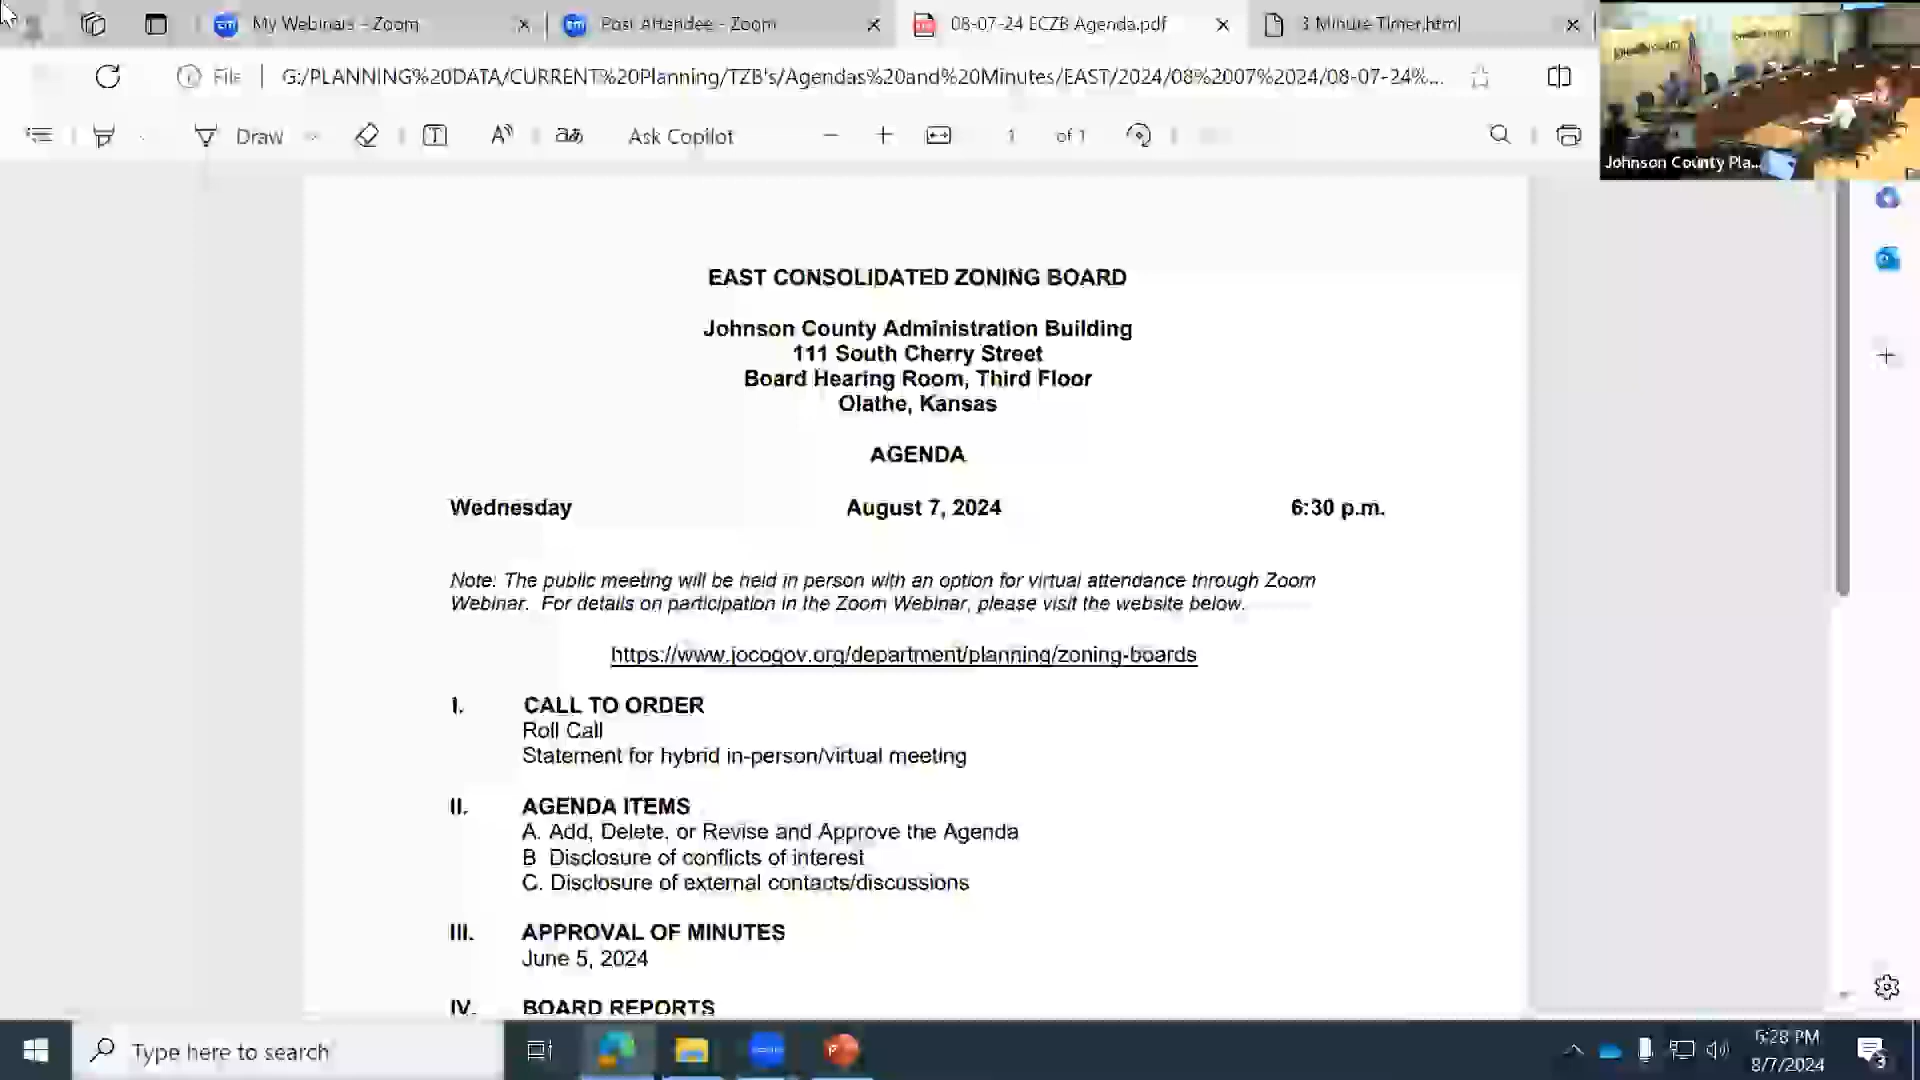 My Webinars - Zoom
Post Attendee - Zoom
08-07-24 ECZB Agenda.pdf
3 Minute Timer.html
File
G:/PLANNING%20DATA/CURRENT%20Planning/TZB's/Agendas%20and%20Minutes/EAST/2024/08%2007%2024/08-07-24%...
Draw
Ask Copilot
1 of 1
Johnson County Pla...
EAST CONSOLIDATED ZONING BOARD
Johnson County Administration Building
111 South Cherry Street
Board Hearing Room, Third Floor
Olathe, Kansas
AGENDA
Wednesday August 7, 2024 6:30 p.m.
Note: The public meeting will be held in person with an option for virtual attendance through Zoom
Webinar. For details on participation in the Zoom Webinar, please visit the website below.
https://www.jocogov.org/department/planning/zoning-boards
I. CALL TO ORDER
Roll Call
Statement for hybrid in-person/virtual meeting
II. AGENDA ITEMS
A. Add, Delete, or Revise and Approve the Agenda
B Disclosure of conflicts of interest
C. Disclosure of external contacts/discussions
III. APPROVAL OF MINUTES
June 5, 2024
IV. BOARD REPORTS
Type here to search
5:28 PM
8/7/2024
3